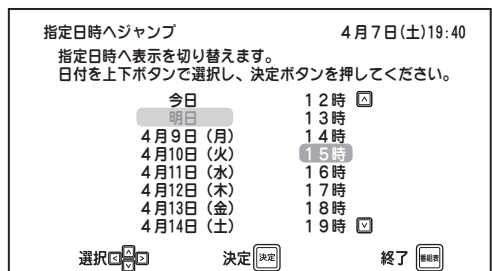 指定日時へジャンプ ４月７日(土)19:40
指定日時へ表示を切り替えます。
日付を上下ボタンで選択し、決定ボタンを押してください。
今日 １２時
明日 １３時
４月９日（月） １４時
４月10日（火） １５時
４月11日（水） １６時
４月12日（木） １７時
４月13日（金） １８時
４月14日（土） １９時
選択 決定 決定 終了 番組表